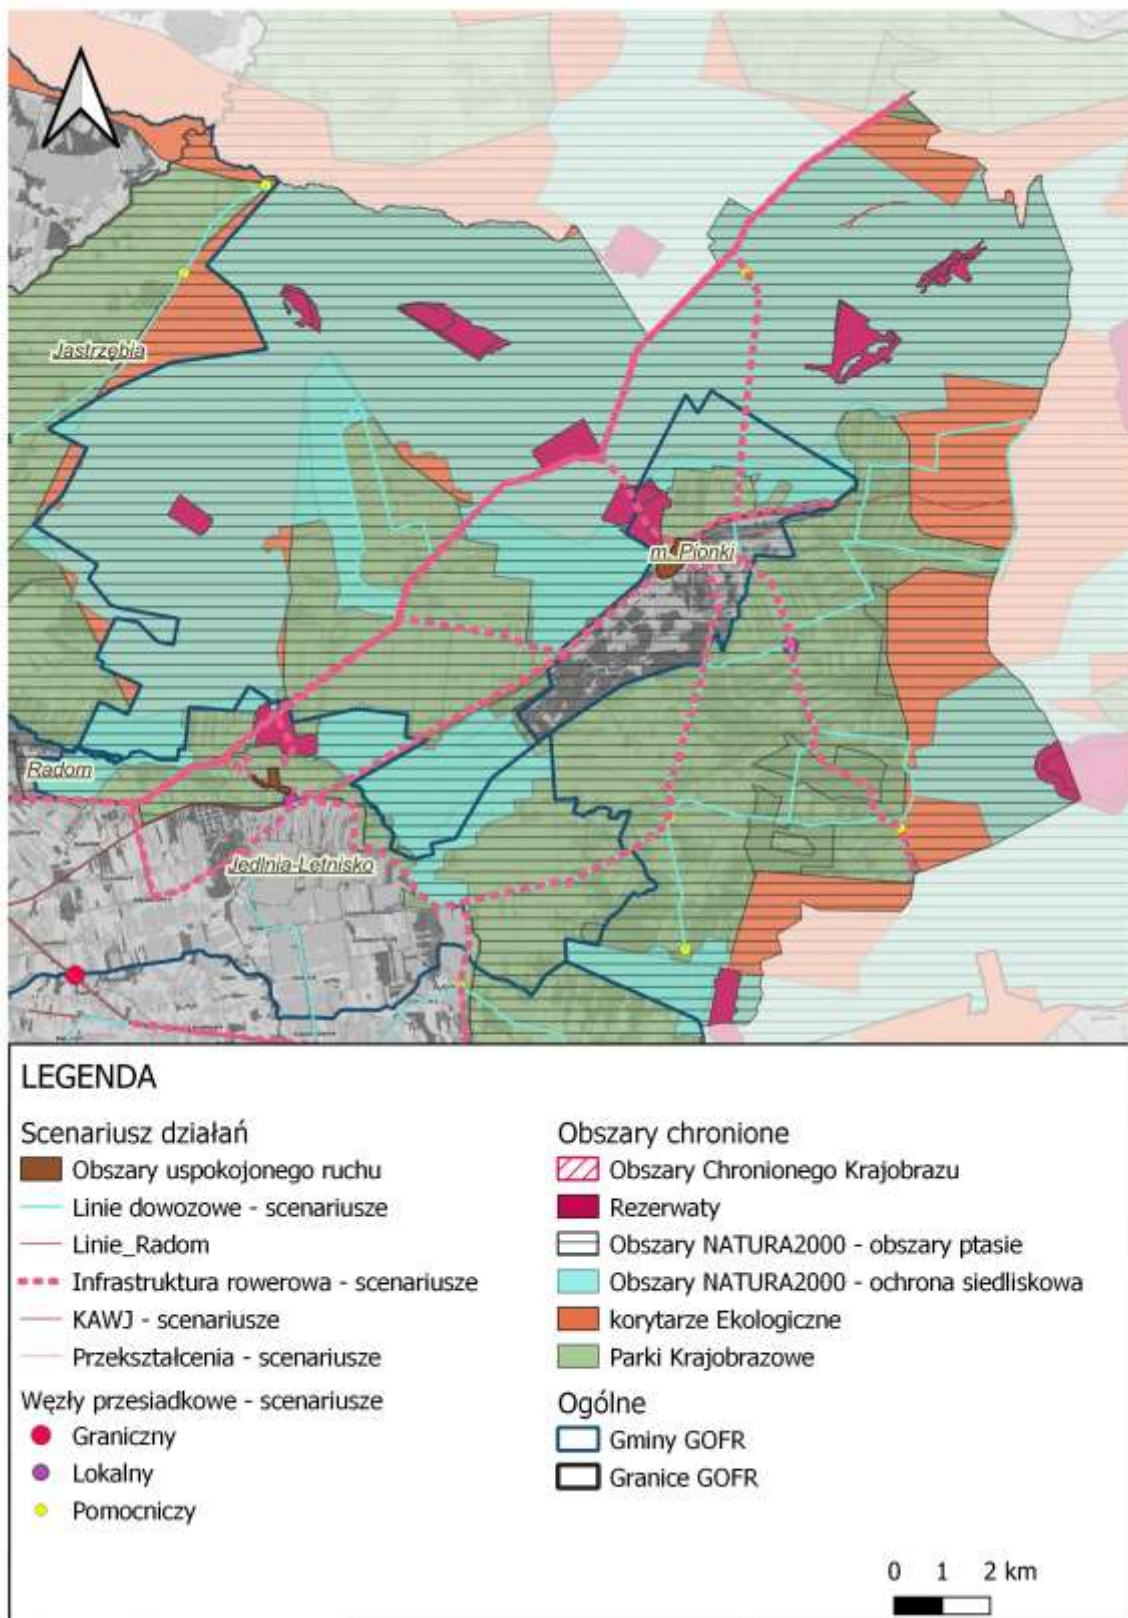 Jastrzębia
m. Pionki
Radom
Jedlnia-Letnisko
LEGENDA
Scenariusz działań
Obszary uspokojonego ruchu
Linie dowozowe - scenariusze
Linie_Radom
Infrastruktura rowerowa - scenariusze
KAWJ - scenariusze
Przekształcenia - scenariusze
Węzły przesiadkowe - scenariusze
Graniczny
Lokalny
Pomocniczy
Obszary chronione
Obszary Chronionego Krajobrazu
Rezerwaty
Obszary NATURA2000 - obszary ptasie
Obszary NATURA2000 - ochrona siedliskowa
korytarze Ekologiczne
Parki Krajobrazowe
Ogólne
Gminy GOFR
Granice GOFR
0 1 2 km